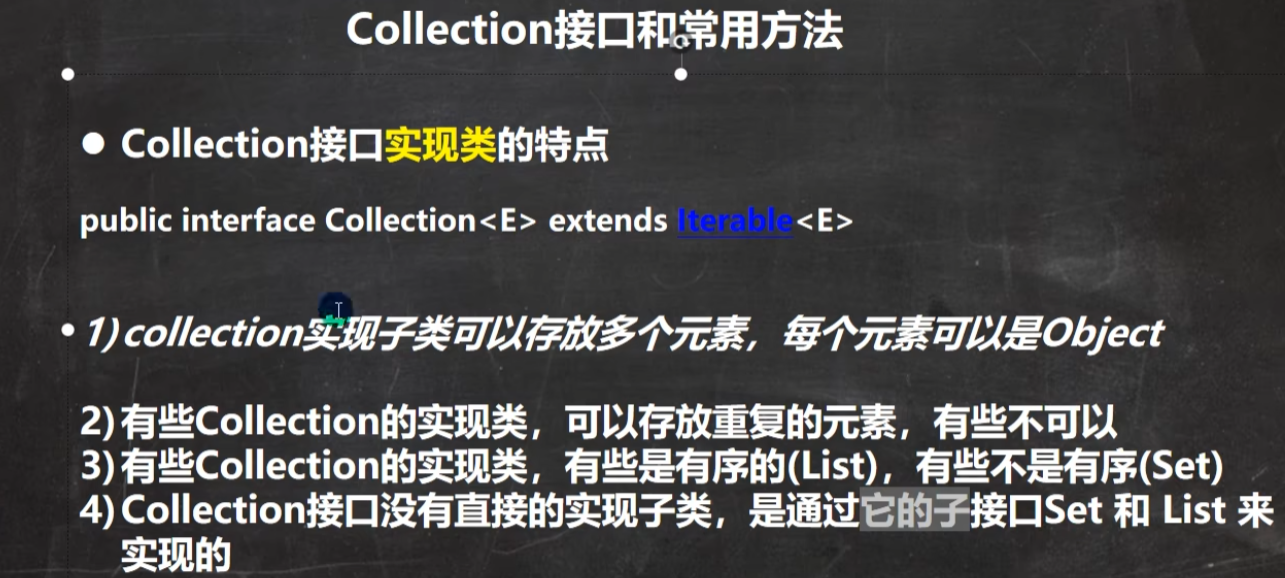 Collection接口和常用方法
● Collection接口实现类的特点
public interface Collection<E> extends Iterable<E>
• 1)collection实现子类可以存放多个元素，每个元素可以是Object
2)有些Collection的实现类，可以存放重复的元素，有些不可以
3)有些Collection的实现类，有些是有序的(List)，有些不是有序(Set)
4)Collection接口没有直接的实现子类，是通过它的子接口Set 和 List 来
实现的